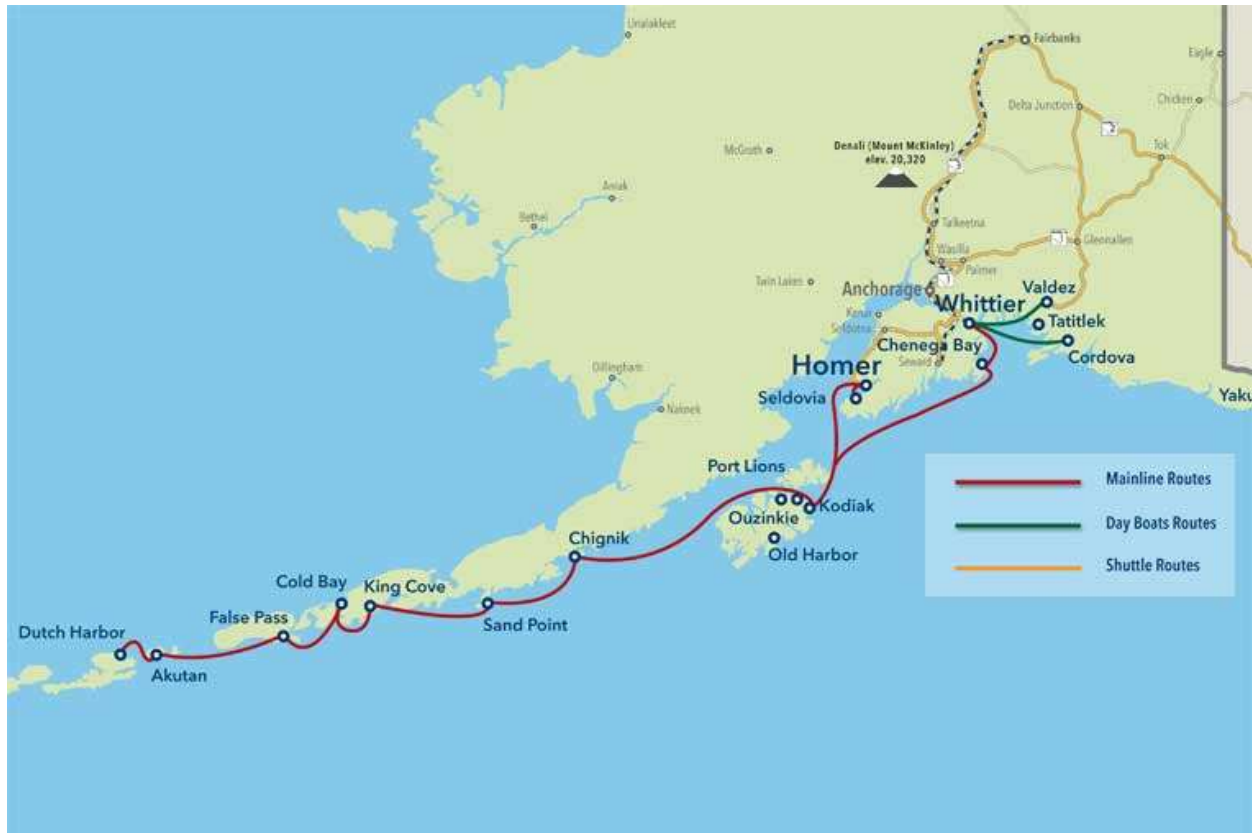 Unalakleet
Fairbanks
Eagle
Delta Junction
Chicken
McGrath
Denali (Mount McKinley)
elev. 20,320
Tok
Aniak
Bethel
Talkeetna
Wasilla
Glennallen
Palmer
Twin Lakes
Anchorage
Whittier
Valdez
Kenai
Soldotna
Tatitlek
Chenega Bay
Cordova
Seward
Homer
Dillingham
Seldovia
Naknek
Yaku
Port Lions
Mainline Routes
Kodiak
Ouzinkie
Day Boats Routes
Chignik
Old Harbor
Shuttle Routes
Cold Bay
King Cove
False Pass
Sand Point
Dutch Harbor
Akutan